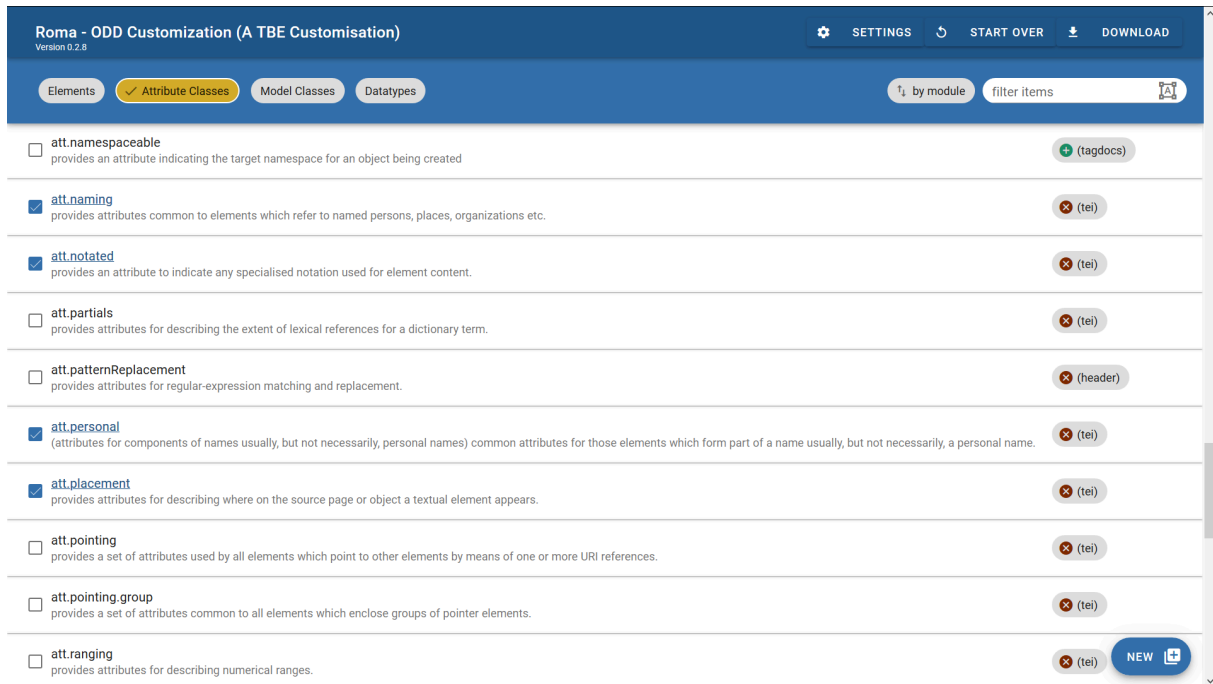 Roma - ODD Customization (A TBE Customisation)
Version 0.2.8
SETTINGS
START OVER
DOWNLOAD
Elements
Attribute Classes
Model Classes
Datatypes
by module
filter items
att.namespaceable
provides an attribute indicating the target namespace for an object being created
(tagdocs)
att.naming
provides attributes common to elements which refer to named persons, places, organizations etc.
(tei)
att.notated
provides an attribute to indicate any specialised notation used for element content.
(tei)
att.partials
provides attributes for describing the extent of lexical references for a dictionary term.
(tei)
att.patternReplacement
provides attributes for regular-expression matching and replacement.
(header)
att.personal
(attributes for components of names usually, but not necessarily, personal names) common attributes for those elements which form part of a name usually, but not necessarily, a personal name.
(tei)
att.placement
provides attributes for describing where on the source page or object a textual element appears.
(tei)
att.pointing
provides a set of attributes used by all elements which point to other elements by means of one or more URI references.
(tei)
att.pointing.group
provides a set of attributes common to all elements which enclose groups of pointer elements.
(tei)
att.ranging
provides attributes for describing numerical ranges.
(tei)
NEW